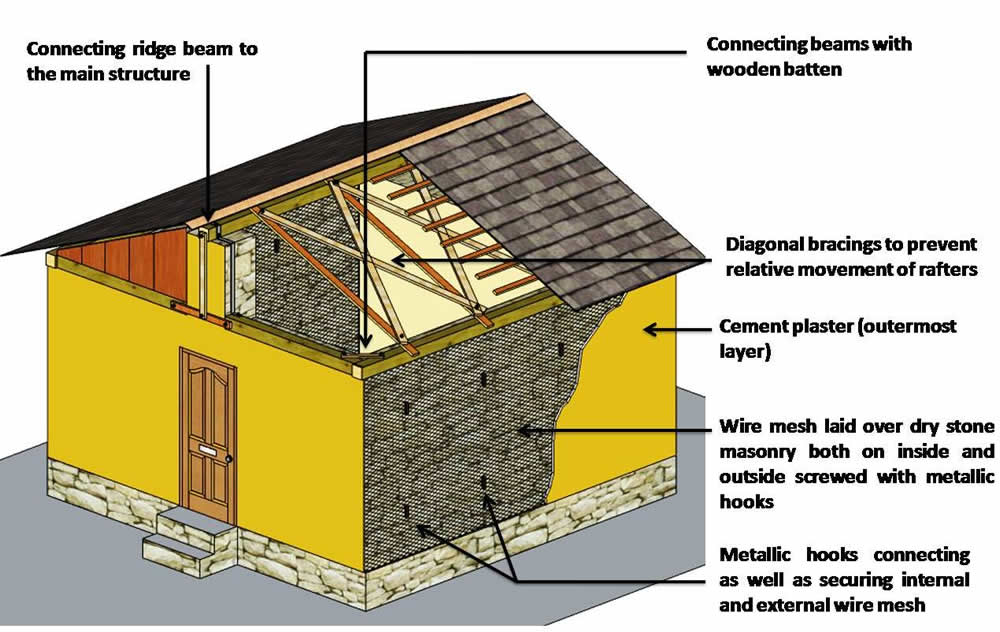 Connecting ridge beam to
the main structure
Connecting beams with
wooden batten
Diagonal bracings to prevent
relative movement of rafters
Cement plaster (outermost
layer)
Wire mesh laid over dry stone
masonry both on inside and
outside screwed with metallic
hooks
Metallic hooks connecting
as well as securing internal
and external wire mesh